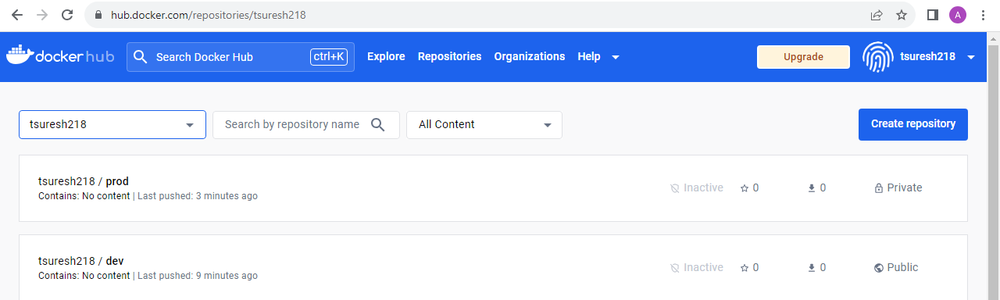 hub.docker.com/repositories/tsuresh218
A
docker hub
Search Docker Hub
ctrl+K
Explore
Repositories
Organizations
Help
Upgrade
tsuresh218
tsuresh218
Search by repository name
All Content
Create repository
tsuresh218 / prod
Contains: No content | Last pushed: 3 minutes ago
Inactive
0
0
Private
tsuresh218 / dev
Contains: No content | Last pushed: 9 minutes ago
Inactive
0
0
Public